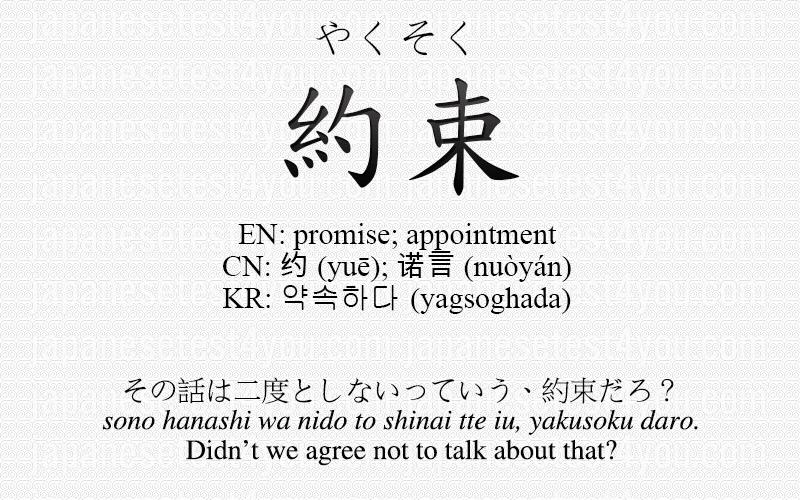 やくそく
約束
EN: promise; appointment
CN: 约 (yuē); 诺言 (nuòyán)
KR: 약속하다 (yagsoghada)
その話は二度としないっていう、約束だろ？
sono hanashi wa nido to shinai tte iu, yakusoku daro.
Didn’t we agree not to talk about that?